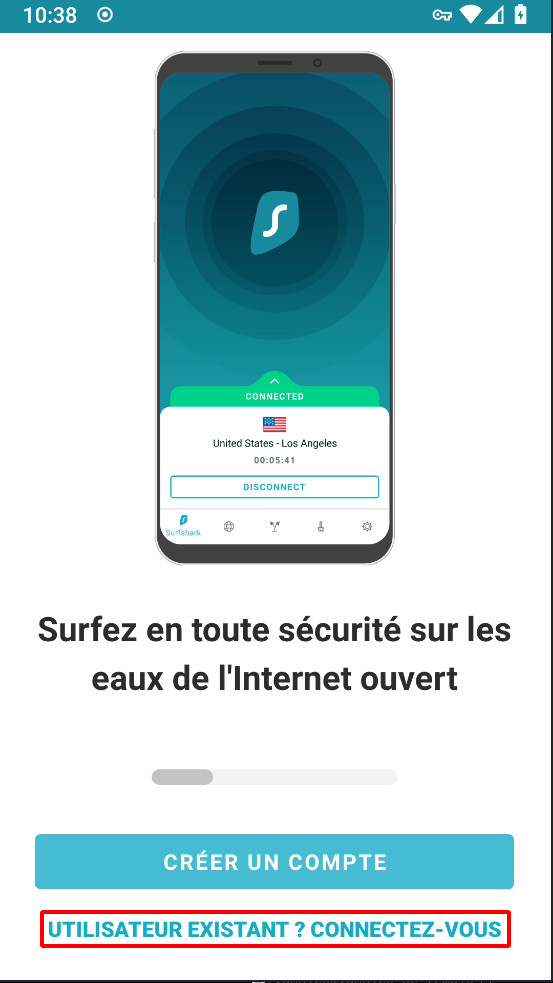 10:38
CONNECTED
United States - Los Angeles
00:05:41
DISCONNECT
Surfshark
Surfez en toute sécurité sur les
eaux de l'Internet ouvert
CRÉER UN COMPTE
UTILISATEUR EXISTANT ? CONNECTEZ-VOUS